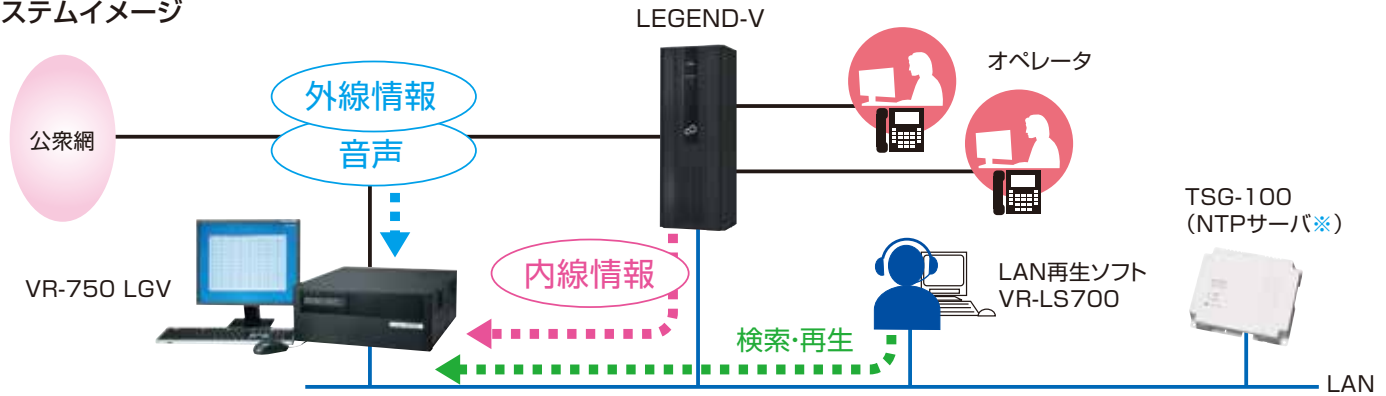 ステムイメージ
LEGEND-V
オペレータ
外線情報
公衆網
音声
TSG-100
（NTPサーバ※）
内線情報
LAN再生ソフト
VR-LS700
VR-750 LGV
検索・再生
LAN